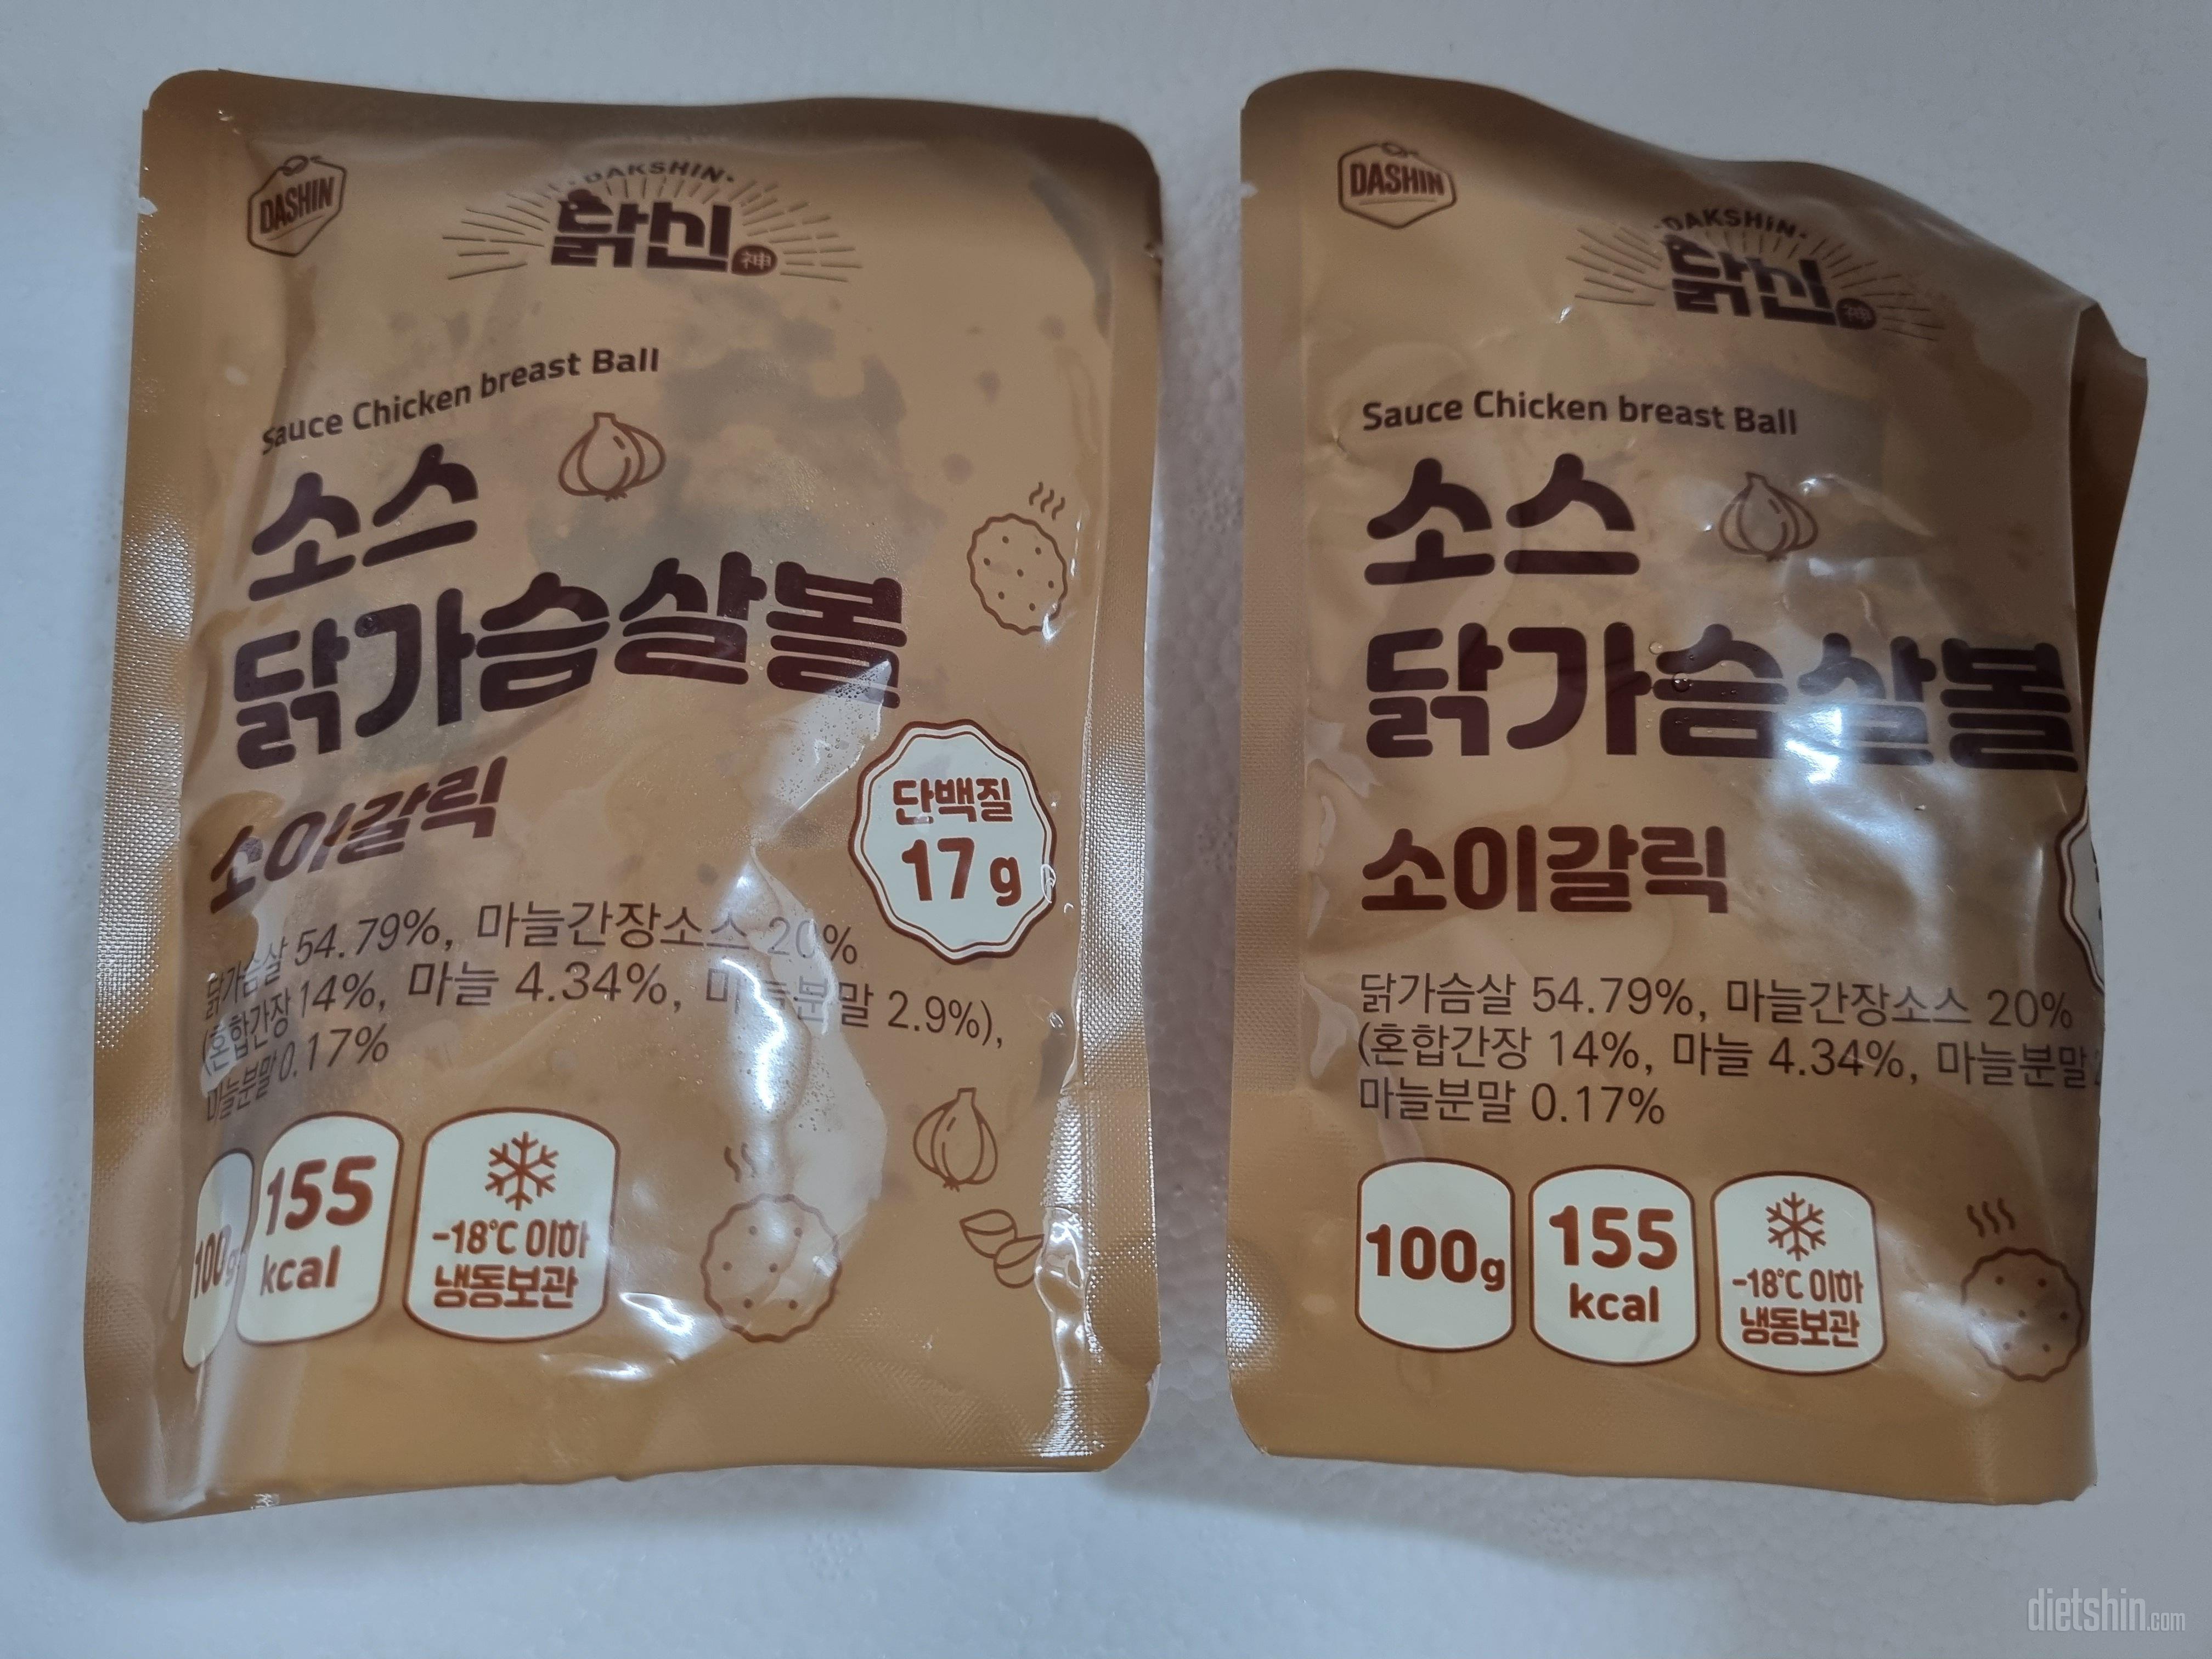 DASHIN
DAKSHIN
닭신 神
Sauce Chicken breast Ball
소스
닭가슴살볼
소이갈릭
단백질
17g
닭가슴살 54.79%, 마늘간장소스 20%
(혼합간장 14%, 마늘 4.34%, 마늘분말 2.9%),
마늘분말 0.17%
100g
155
kcal
-18℃ 이하
냉동보관
DASHIN
DAKSHIN
닭신 神
Sauce Chicken breast Ball
소스
닭가슴살볼
소이갈릭
닭가슴살 54.79%, 마늘간장소스 20%
(혼합간장 14%, 마늘 4.34%, 마늘분말
마늘분말 0.17%
100g
155
kcal
-18℃ 이하
냉동보관
dietshin.com